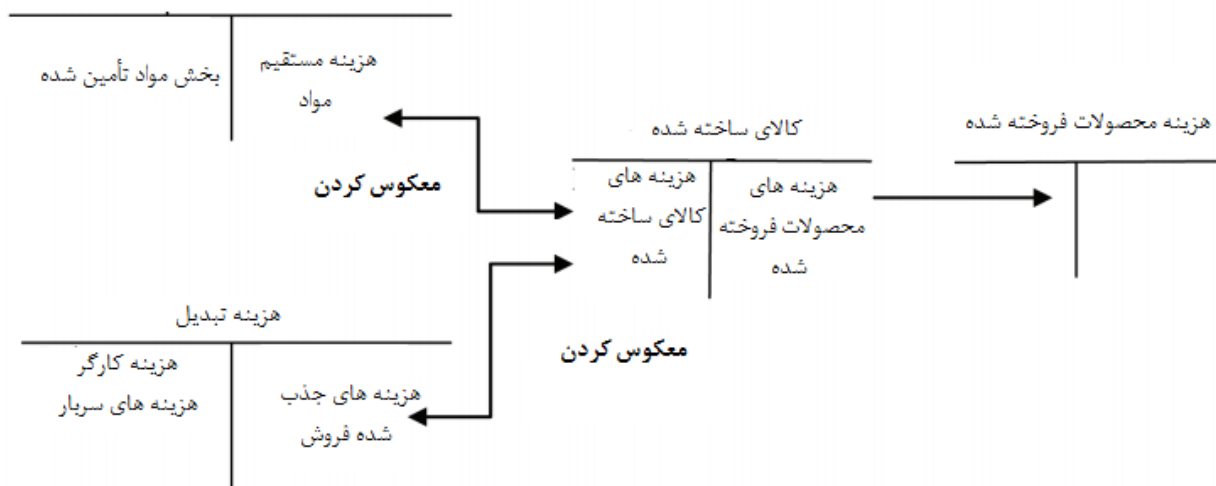 هزینه مستقیم
مواد
بخش مواد تأمین شده
معکوس کردن
کالای ساخته شده
هزینه های
محصولات فروخته
شده
هزینه های
کالای ساخته
شده
هزینه محصولات فروخته شده
معکوس کردن
هزینه تبدیل
هزینه های جذب
شده فروش
هزینه کارگر
هزینه های سربار